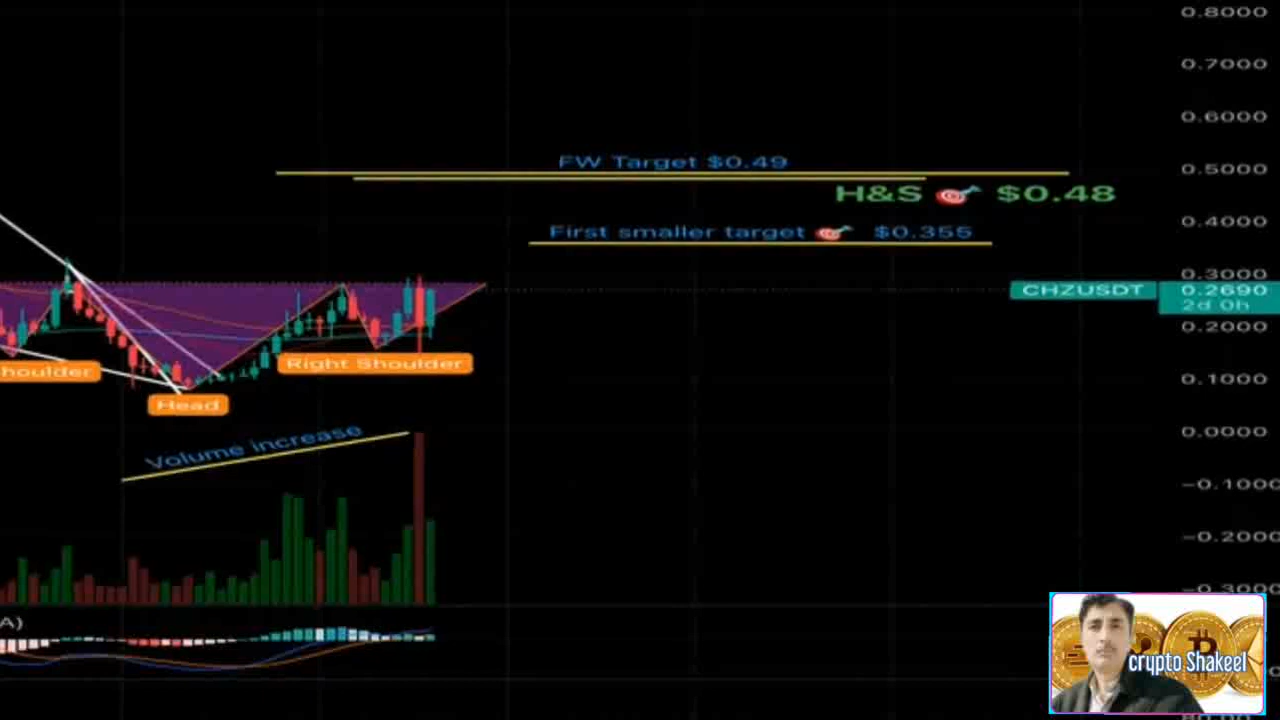 0.8000
0.7000
0.6000
FW Target $0.49
0.5000
H&S 🎯 $0.48
0.4000
First smaller target 🎯 $0.355
0.3000
CHZUSDT 0.2690
2d 0h
0.2000
Right Shoulder
houlder
0.1000
Head
0.0000
Volume increase
-0.1000
-0.2000
-0.3000
A)
crypto Shakeel